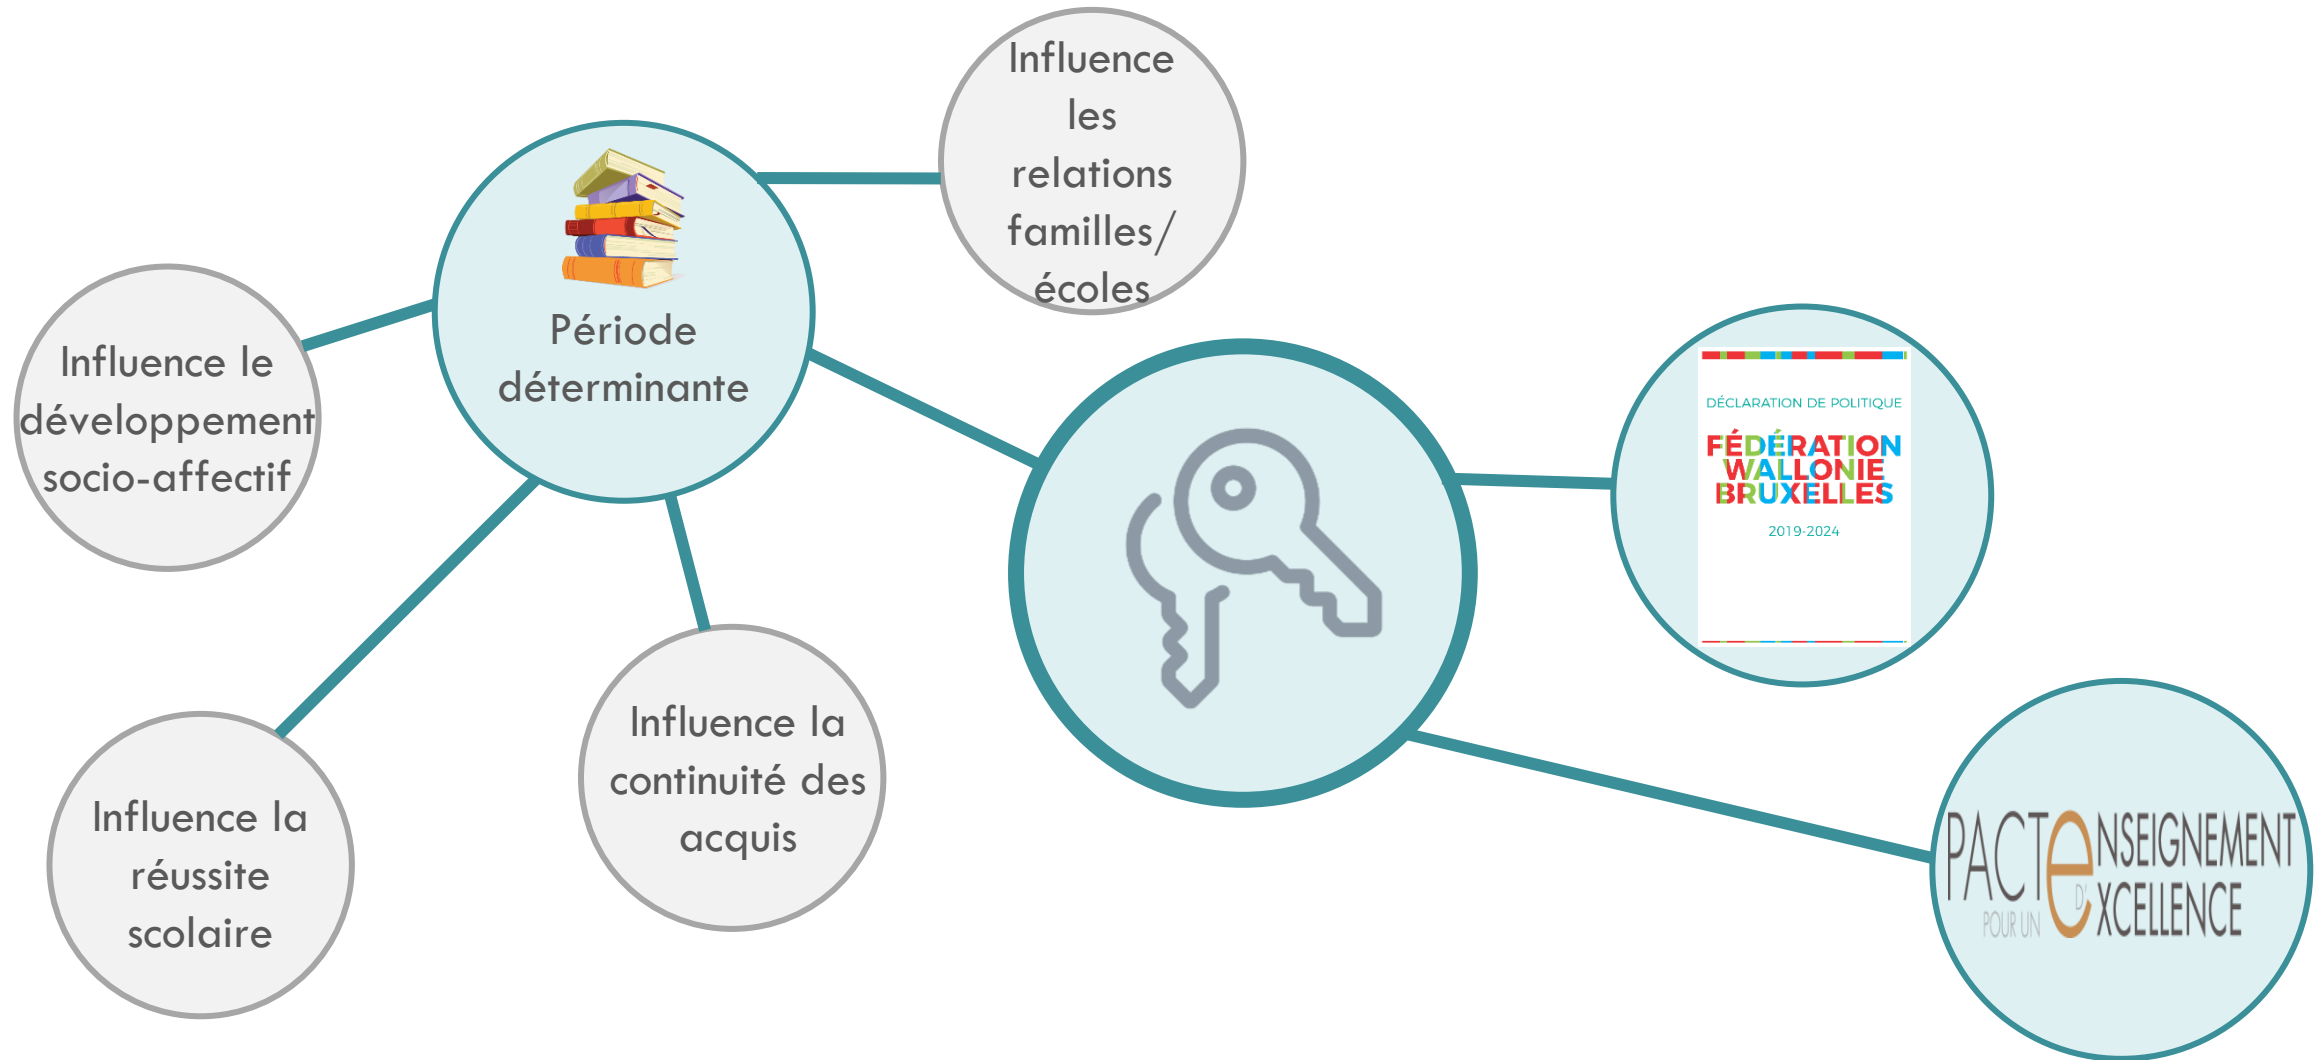 Influence
les
relations
familles/
écoles
Période
déterminante
Influence le
développement
socio-affectif
Influence la
réussite
scolaire
Influence la
continuité des
acquis
DÉCLARATION DE POLITIQUE
FÉDÉRATION
WALLONIE
BRUXELLES
2019-2024
PACTE NSEIGNEMENT
POUR UN D'EXCELLENCE